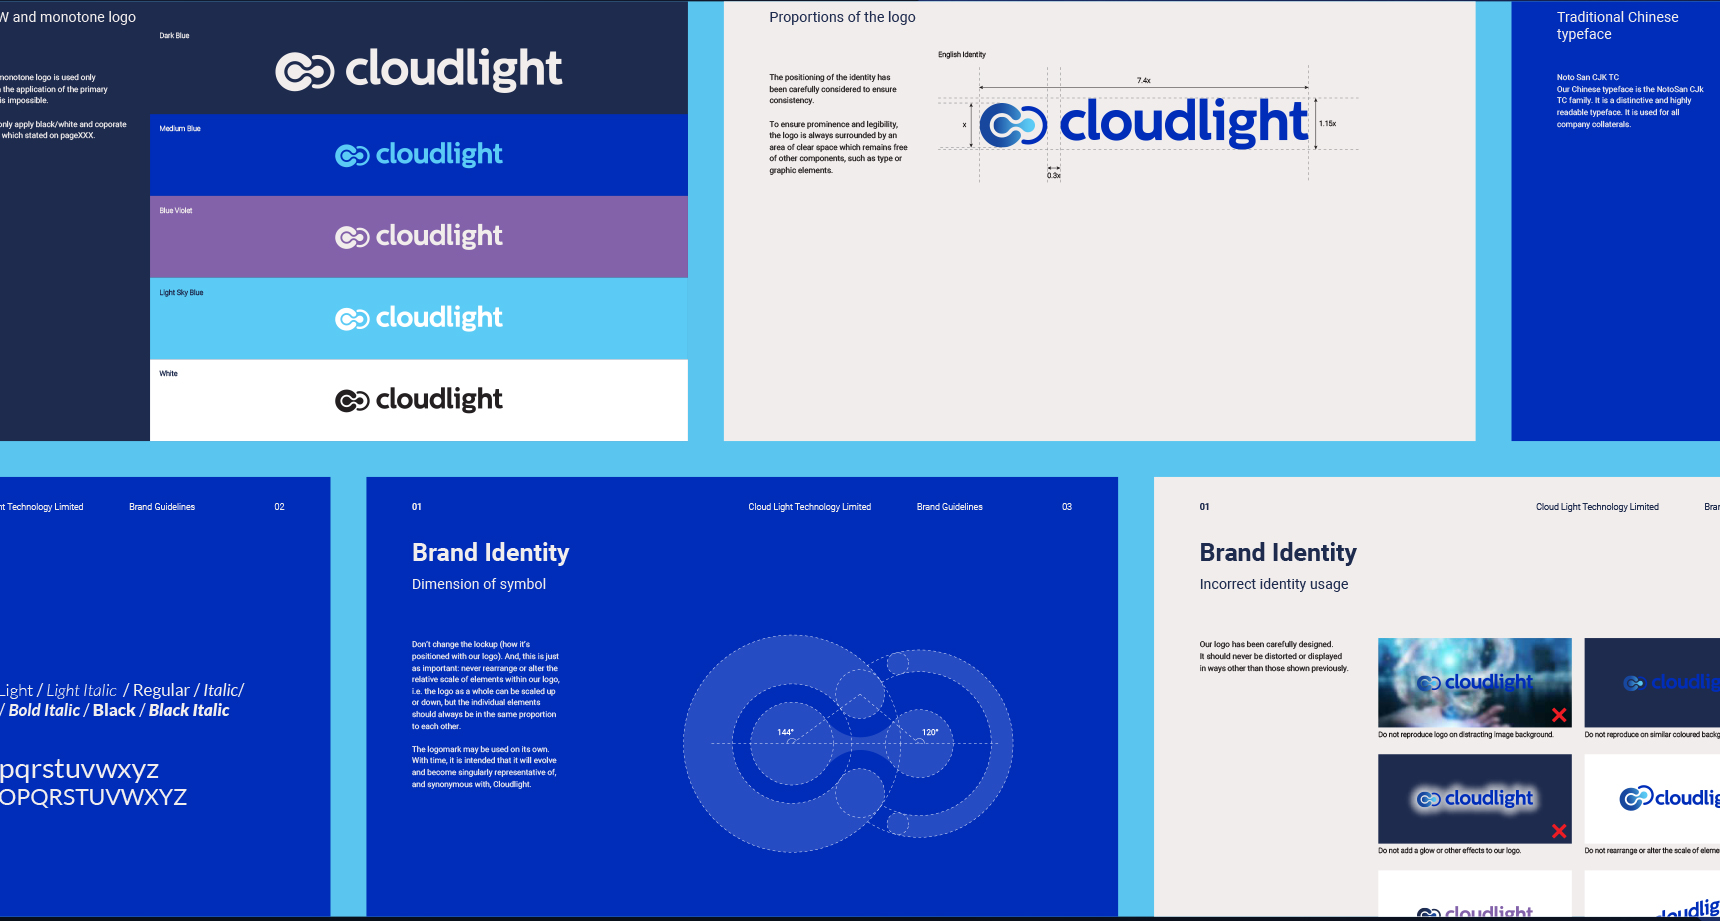 W and monotone logo
monotone logo is used only
the application of the primary
is impossible.
only apply black/white and coporate
which stated on pageXXX.
Dark Blue
cloudlight
Medium Blue
cloudlight
Blue Violet
cloudlight
Light Sky Blue
cloudlight
White
cloudlight
Proportions of the logo
The positioning of the identity has
been carefully considered to ensure
consistency.
To ensure prominence and legibility,
the logo is always surrounded by an
area of clear space which remains free
of other components, such as type or
graphic elements.
English Identity
7.4x
x
cloudlight
1.15x
0.3x
Traditional Chinese
typeface
Noto San CJK TC
Our Chinese typeface is the NotoSan CJk
TC family. It is a distinctive and highly
readable typeface. It is used for all
company collaterals.
nt Technology Limited
Brand Guidelines
02
Light / Light Italic / Regular / Italic/
/ Bold Italic / Black / Black Italic
pqrstuvwxyz
OPQRSTUVWXYZ
01
Cloud Light Technology Limited
Brand Guidelines
03
Brand Identity
Dimension of symbol
Don't change the lockup (how it's
positioned with our logo). And, this is just
as important: never rearrange or alter the
relative scale of elements within our logo,
i.e. the logo as a whole can be scaled up
or down, but the individual elements
should always be in the same proportion
to each other.
The logomark may be used on its own.
With time, it is intended that it will evolve
and become singularly representative of,
and synonymous with, Cloudlight.
144°
120°
01
Cloud Light Technology Limited
Bran
Brand Identity
Incorrect identity usage
Our logo has been carefully designed.
It should never be distorted or displayed
in ways other than those shown previously.
cloudlight
Do not reproduce logo on distracting image background.
cloudlig
Do not reproduce on similar coloured backg
cloudlight
Do not add a glow or other effects to our logo.
cloudlig
Do not rearrange or alter the scale of eleme
cloudlight
cloudlig